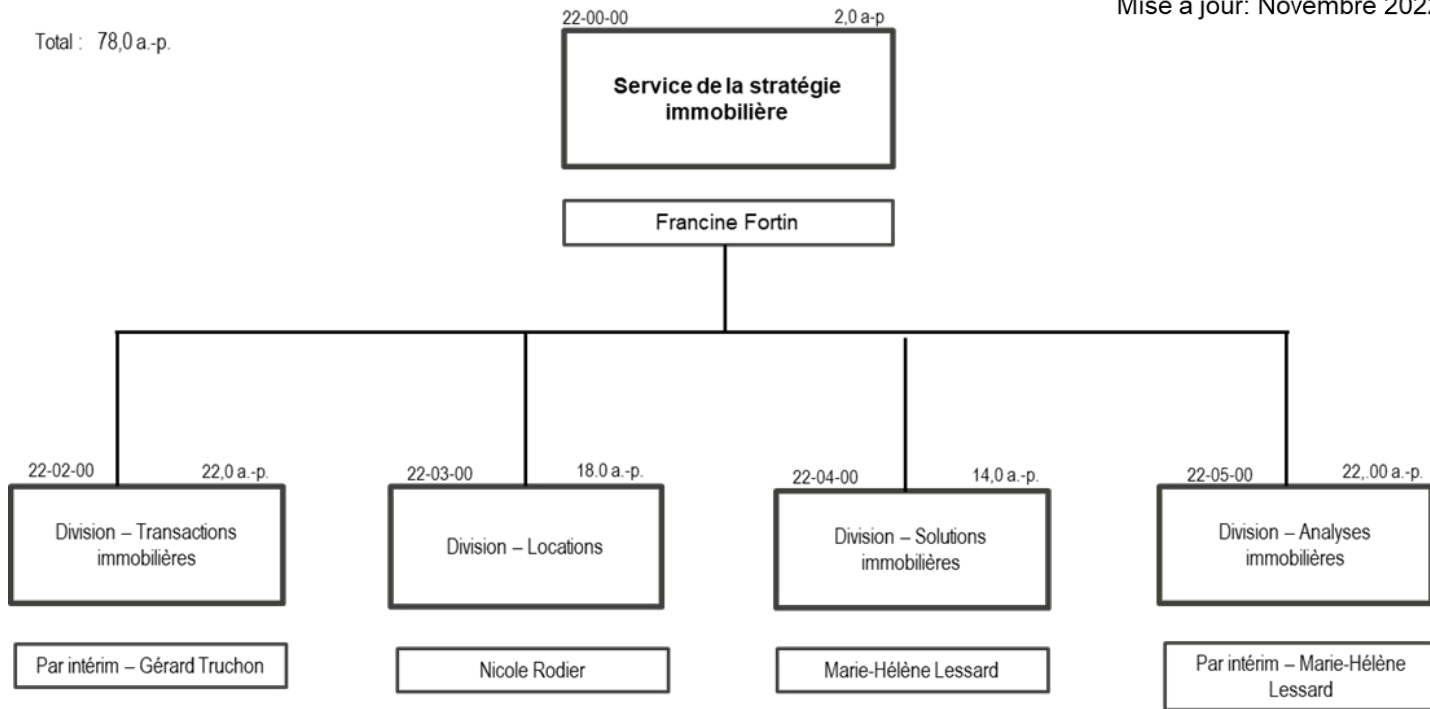 Mise à jour: Novembre 2022
Total : 78,0 a.-p.
22-00-00 2,0 a-p
Service de la stratégie
immobilière
Francine Fortin
22-02-00 22,0 a.-p.
Division – Transactions
immobilières
Par intérim – Gérard Truchon
22-03-00 18.0 a.-p.
Division – Locations
Nicole Rodier
22-04-00 14,0 a.-p.
Division – Solutions
immobilières
Marie-Hélène Lessard
22-05-00 22,.00 a.-p.
Division – Analyses
immobilières
Par intérim – Marie-Hélène
Lessard